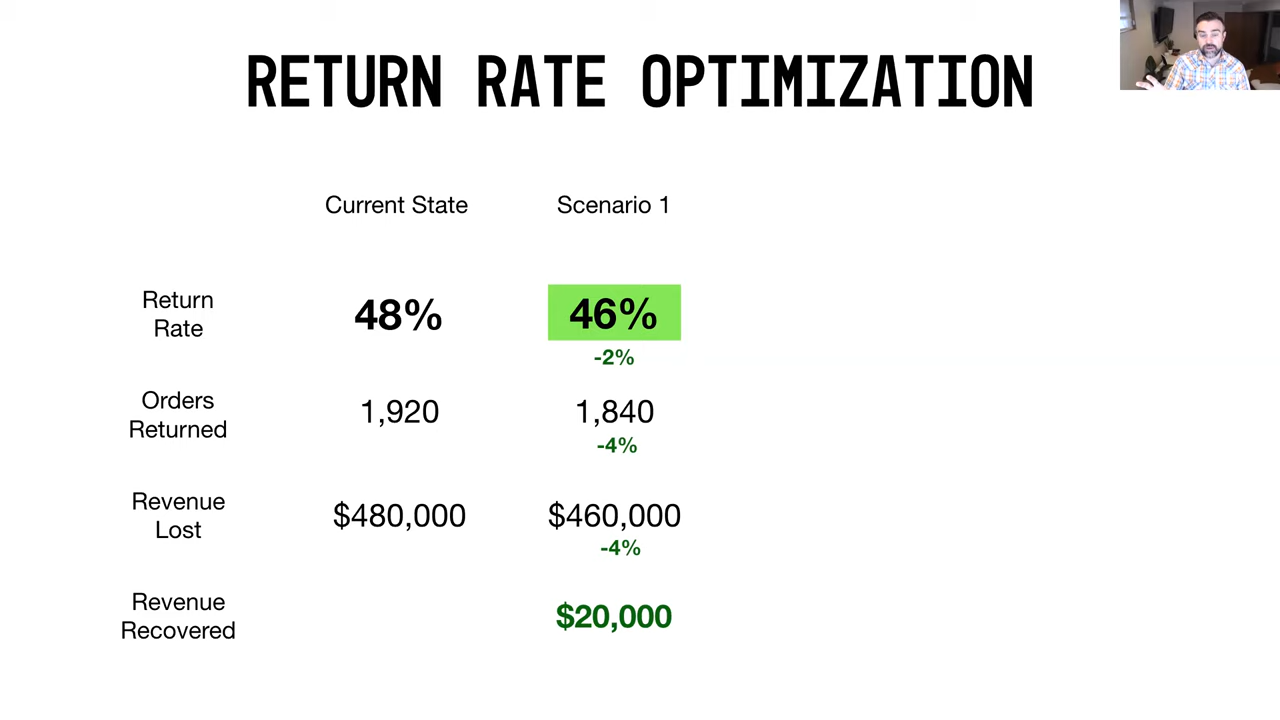 RETURN RATE OPTIMIZATION
Current State Scenario 1
Return
Rate
48% 46%
-2%
Orders
Returned
1,920 1,840
-4%
Revenue
Lost
$480,000 $460,000
-4%
Revenue
Recovered
$20,000